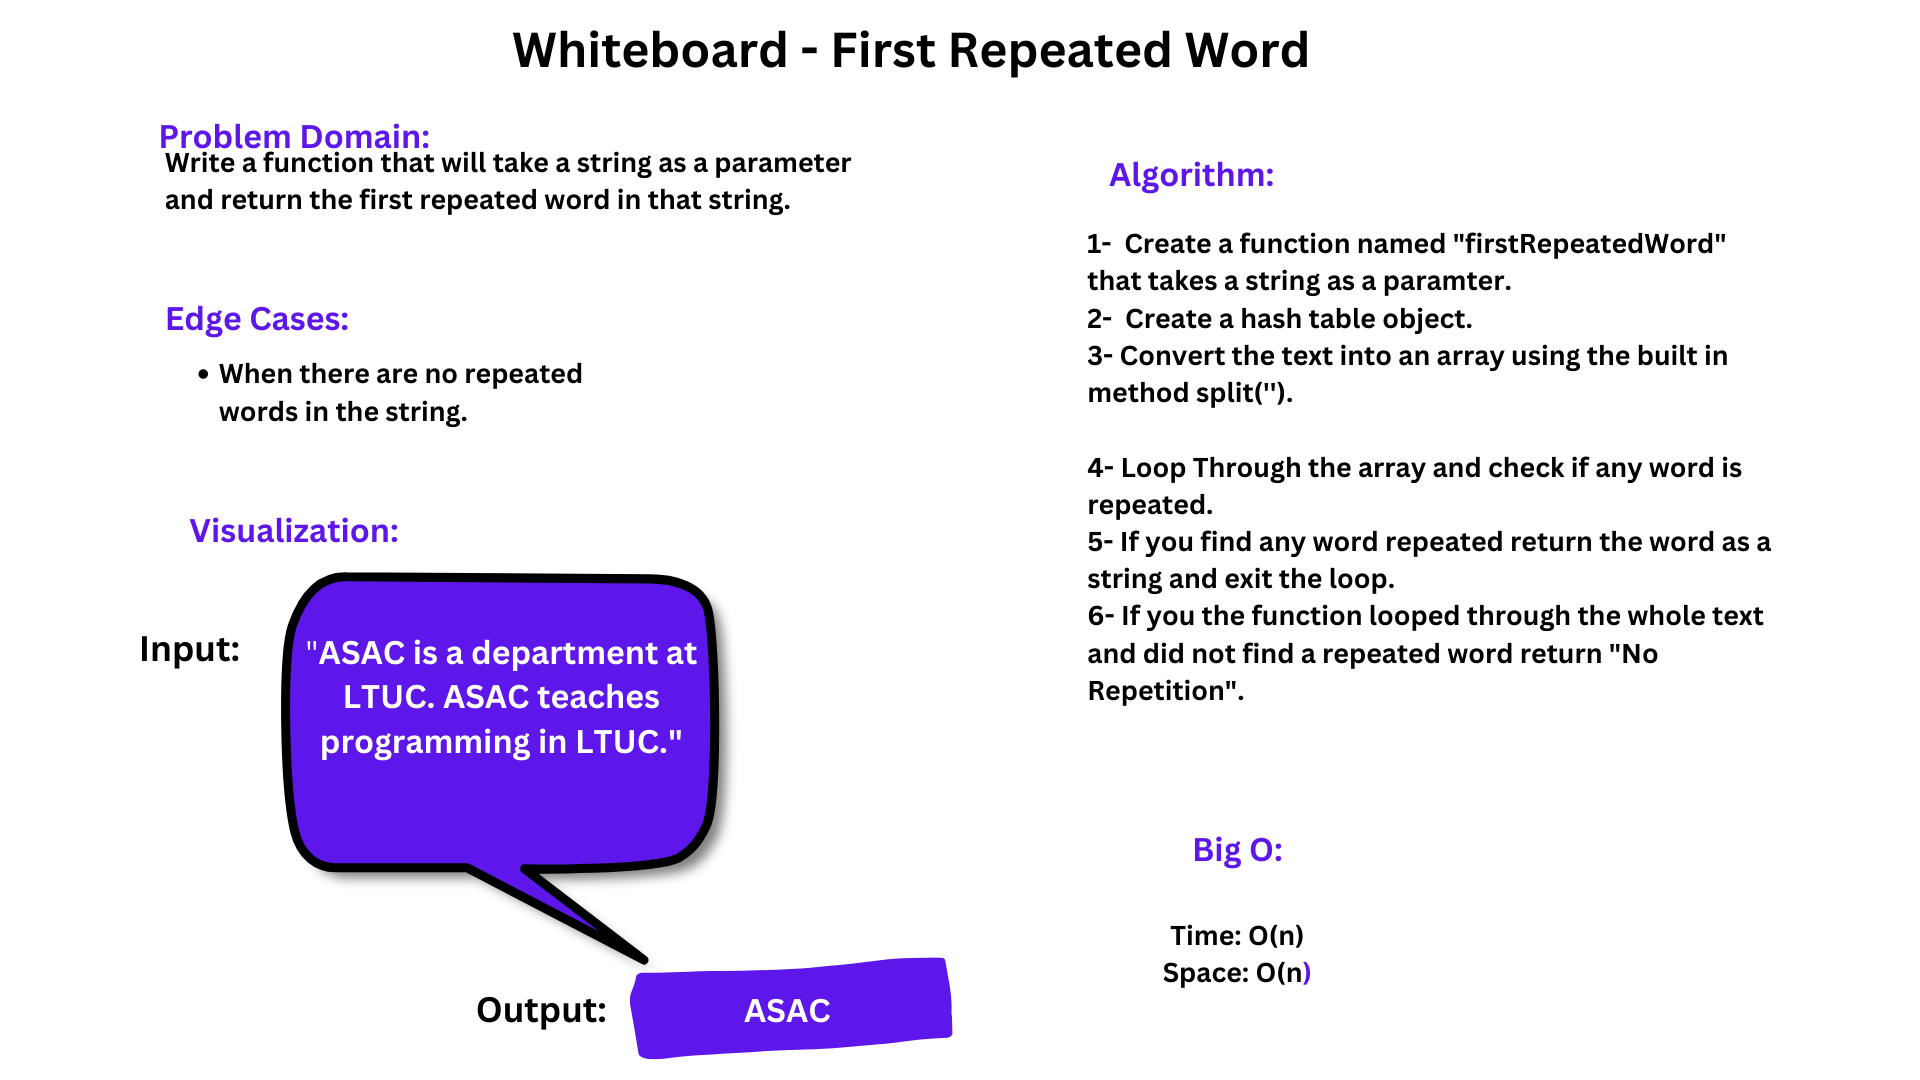 Whiteboard - First Repeated Word
Problem Domain:
Write a function that will take a string as a parameter
and return the first repeated word in that string.
Edge Cases:
• When there are no repeated
words in the string.
Visualization:
Input:
"ASAC is a department at
LTUC. ASAC teaches
programming in LTUC."
Output:
ASAC
Algorithm:
1-  Create a function named "firstRepeatedWord"
that takes a string as a paramter.
2-  Create a hash table object.
3- Convert the text into an array using the built in
method split('').
4- Loop Through the array and check if any word is
repeated.
5- If you find any word repeated return the word as a
string and exit the loop.
6- If you the function looped through the whole text
and did not find a repeated word return "No
Repetition".
Big O:
Time: O(n)
Space: O(n)